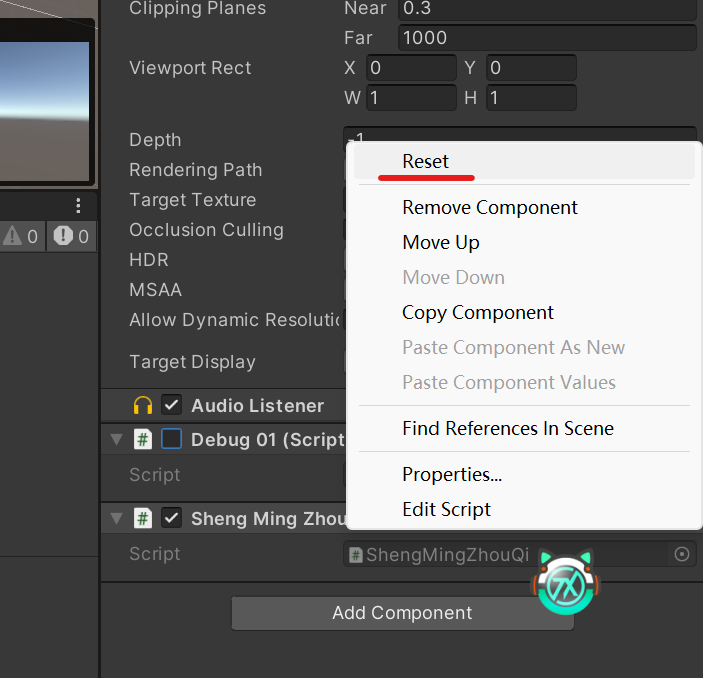 Clipping Planes Near 0.3
Far 1000
Viewport Rect X 0 Y 0
W 1 H 1
Depth -1
Rendering Path
Target Texture
Occlusion Culling
HDR
MSAA
Allow Dynamic Resolutio
Target Display
0 0
Reset
Remove Component
Move Up
Move Down
Copy Component
Paste Component As New
Paste Component Values
Find References In Scene
Properties...
Edit Script
Audio Listener
# Debug 01 (Script
Script
# Sheng Ming Zhou
Script # ShengMingZhouQi
7X
Add Component